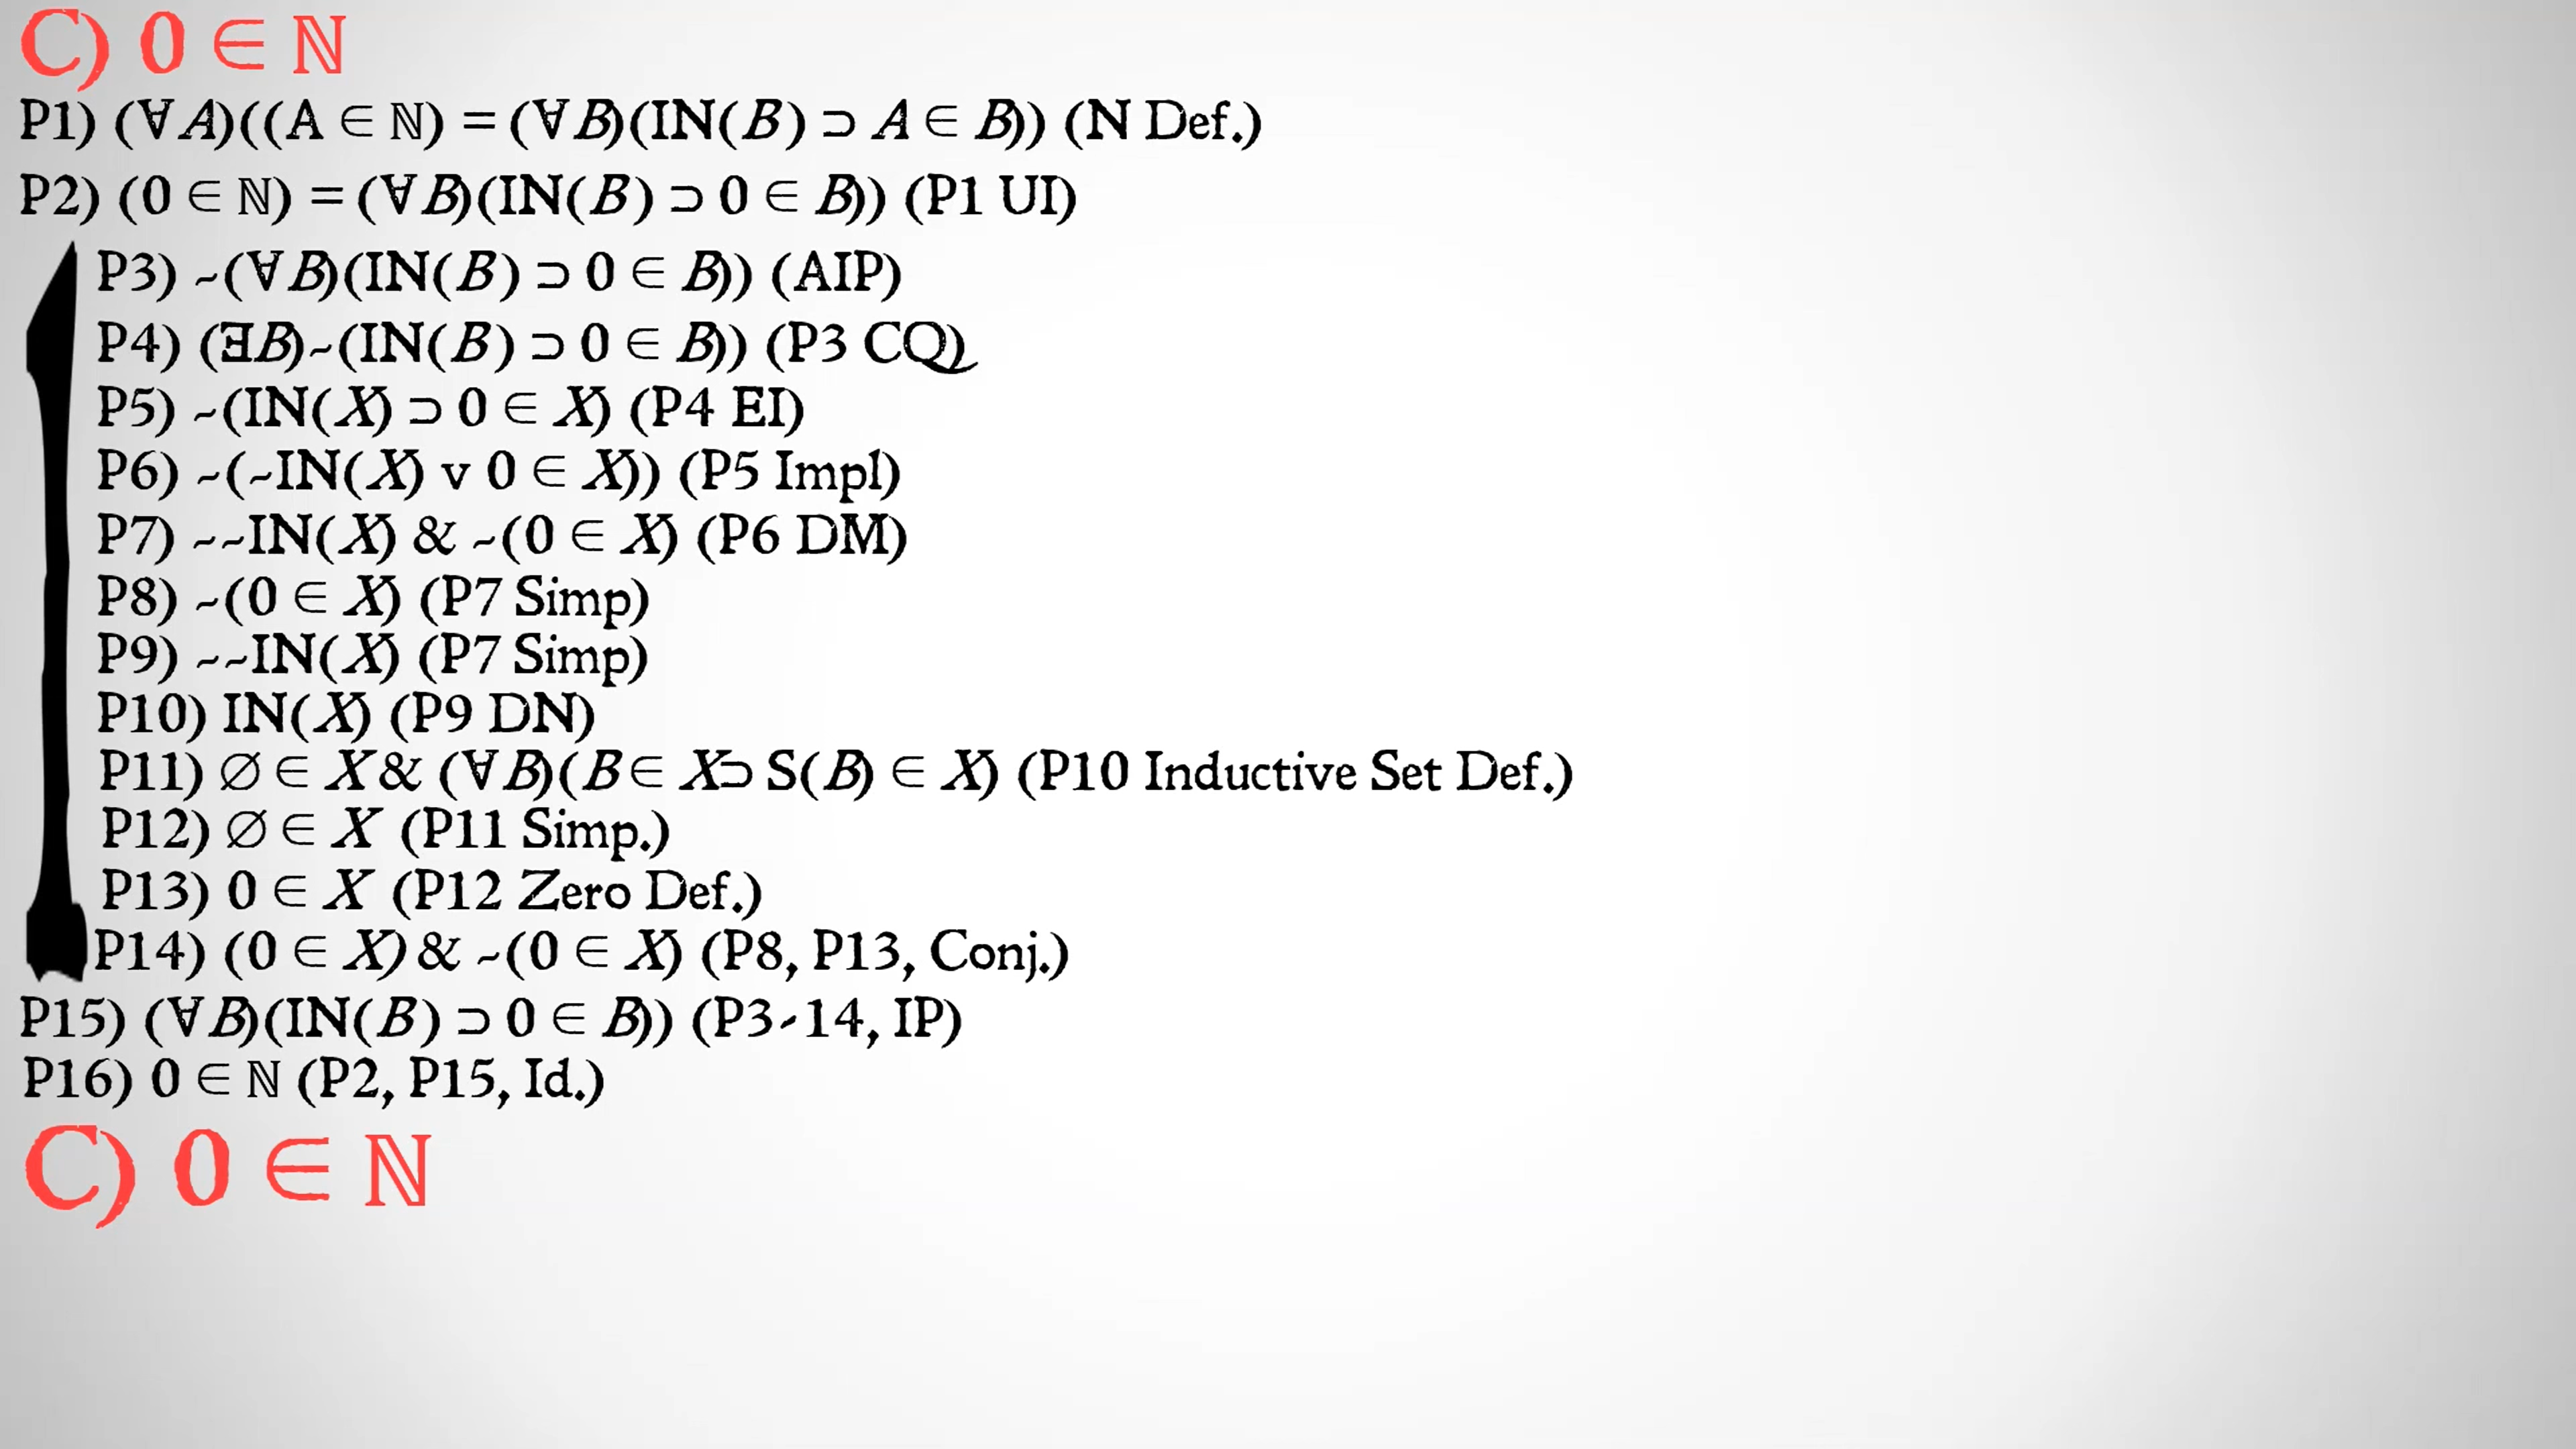 C) 0 ∈ ℕ
P1) (∀A)((A ∈ ℕ) = (∀B)(IN(B) ⊃ A ∈ B)) (N Def.)
P2) (0 ∈ ℕ) = (∀B)(IN(B) ⊃ 0 ∈ B)) (P1 UI)
P3) ~(∀B)(IN(B) ⊃ 0 ∈ B)) (AIP)
P4) (∃B)~(IN(B) ⊃ 0 ∈ B)) (P3 CQ)
P5) ~(IN(X) ⊃ 0 ∈ X) (P4 EI)
P6) ~(~IN(X) v 0 ∈ X)) (P5 Impl)
P7) ~~IN(X) & ~(0 ∈ X) (P6 DM)
P8) ~(0 ∈ X) (P7 Simp)
P9) ~~IN(X) (P7 Simp)
P10) IN(X) (P9 DN)
P11) ∅ ∈ X & (∀B)(B ∈ X ⊃ S(B) ∈ X) (P10 Inductive Set Def.)
P12) ∅ ∈ X (P11 Simp.)
P13) 0 ∈ X (P12 Zero Def.)
P14) (0 ∈ X) & ~(0 ∈ X) (P8, P13, Conj.)
P15) (∀B)(IN(B) ⊃ 0 ∈ B)) (P3-14, IP)
P16) 0 ∈ ℕ (P2, P15, Id.)
C) 0 ∈ ℕ